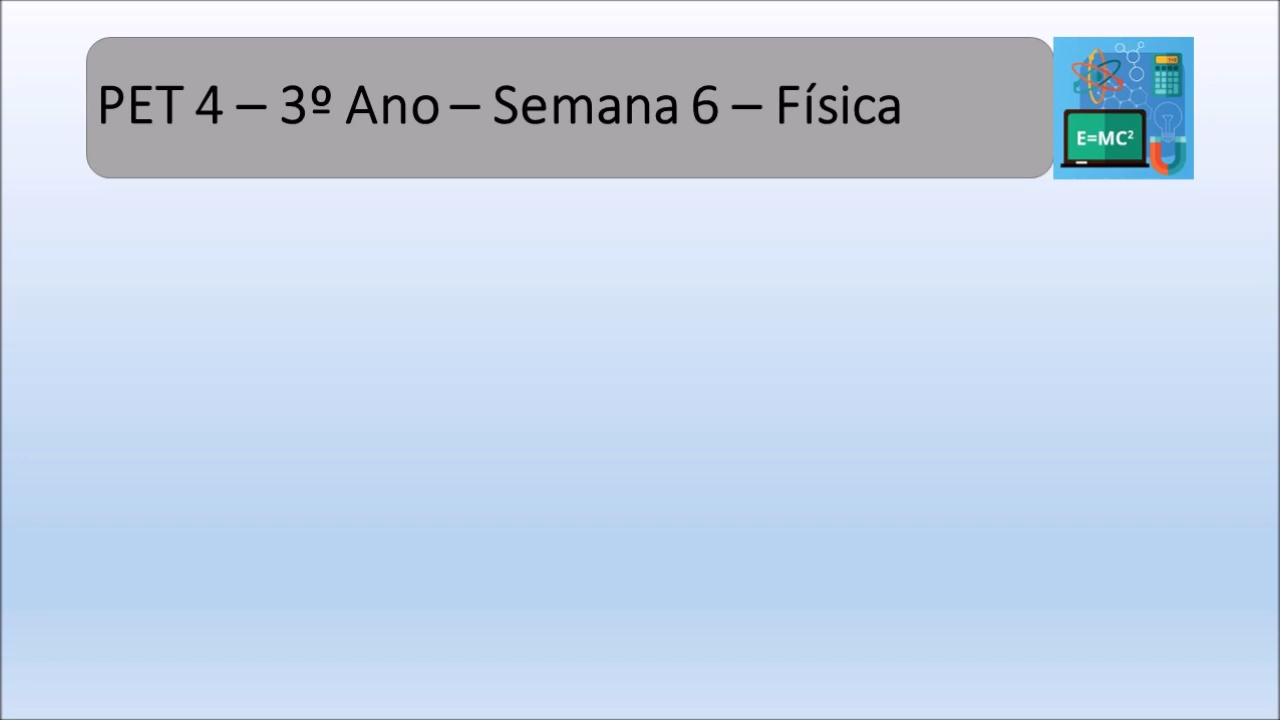 PET 4 – 3º Ano – Semana 6 – Física
E=MC²